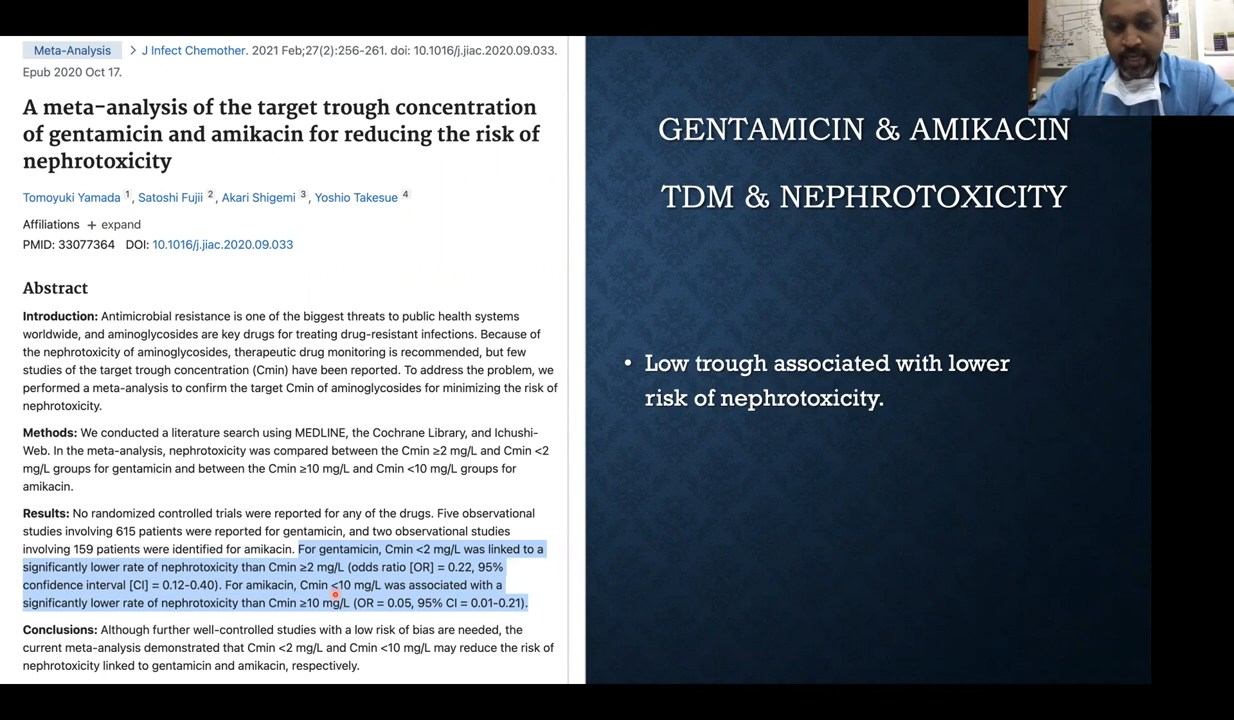 Meta-Analysis > J Infect Chemother. 2021 Feb;27(2):256-261. doi: 10.1016/j.jiac.2020.09.033.
Epub 2020 Oct 17.
A meta-analysis of the target trough concentration
of gentamicin and amikacin for reducing the risk of
nephrotoxicity
Tomoyuki Yamada 1, Satoshi Fujii 2, Akari Shigemi 3, Yoshio Takesue 4
Affiliations + expand
PMID: 33077364 DOI: 10.1016/j.jiac.2020.09.033
Abstract
Introduction: Antimicrobial resistance is one of the biggest threats to public health systems
worldwide, and aminoglycosides are key drugs for treating drug-resistant infections. Because of
the nephrotoxicity of aminoglycosides, therapeutic drug monitoring is recommended, but few
studies of the target trough concentration (Cmin) have been reported. To address the problem, we
performed a meta-analysis to confirm the target Cmin of aminoglycosides for minimizing the risk of
nephrotoxicity.
Methods: We conducted a literature search using MEDLINE, the Cochrane Library, and Ichushi-
Web. In the meta-analysis, nephrotoxicity was compared between the Cmin ≥2 mg/L and Cmin <2
mg/L groups for gentamicin and between the Cmin ≥10 mg/L and Cmin <10 mg/L groups for
amikacin.
Results: No randomized controlled trials were reported for any of the drugs. Five observational
studies involving 615 patients were reported for gentamicin, and two observational studies
involving 159 patients were identified for amikacin. For gentamicin, Cmin <2 mg/L was linked to a
significantly lower rate of nephrotoxicity than Cmin ≥2 mg/L (odds ratio [OR] = 0.22, 95%
confidence interval [CI] = 0.12-0.40). For amikacin, Cmin <10 mg/L was associated with a
significantly lower rate of nephrotoxicity than Cmin ≥10 mg/L (OR = 0.05, 95% CI = 0.01-0.21).
Conclusions: Although further well-controlled studies with a low risk of bias are needed, the
current meta-analysis demonstrated that Cmin <2 mg/L and Cmin <10 mg/L may reduce the risk of
nephrotoxicity linked to gentamicin and amikacin, respectively.
GENTAMICIN & AMIKACIN
TDM & NEPHROTOXICITY
• Low trough associated with lower
risk of nephrotoxicity.